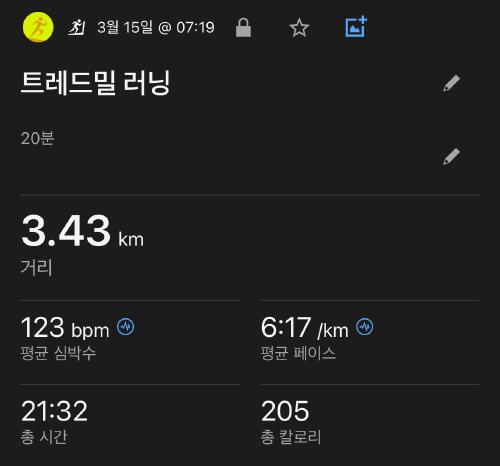 3월 15일 @ 07:19
트레드밀 러닝
20분
3.43 km
거리
123 bpm
평균 심박수
6:17 /km
평균 페이스
21:32
총 시간
205
총 칼로리